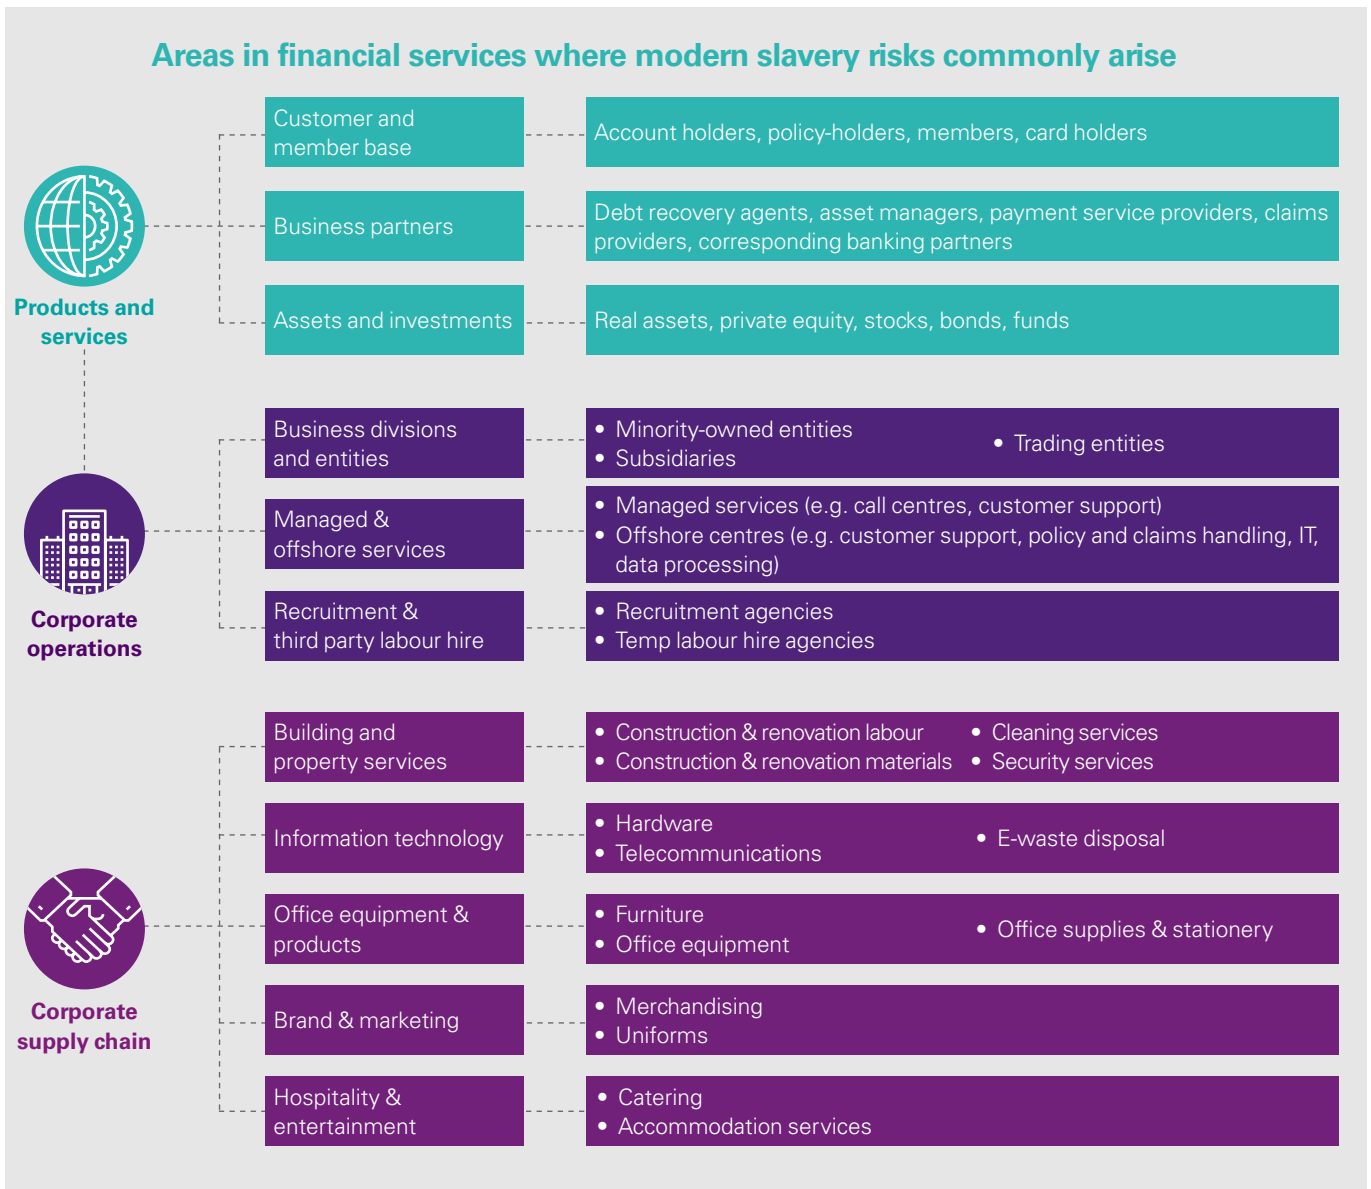 Areas in financial services where modern slavery risks commonly arise
Products and
services
Customer and
member base
Account holders, policy-holders, members, card holders
Business partners
Debt recovery agents, asset managers, payment service providers, claims
providers, corresponding banking partners
Assets and investments
Real assets, private equity, stocks, bonds, funds
Corporate
operations
Business divisions
and entities
• Minority-owned entities
• Subsidiaries
• Trading entities
Managed &
offshore services
• Managed services (e.g. call centres, customer support)
• Offshore centres (e.g. customer support, policy and claims handling, IT,
data processing)
Recruitment &
third party labour hire
• Recruitment agencies
• Temp labour hire agencies
Corporate
supply chain
Building and
property services
• Construction & renovation labour
• Construction & renovation materials
• Cleaning services
• Security services
Information technology
• Hardware
• Telecommunications
• E-waste disposal
Office equipment &
products
• Furniture
• Office equipment
• Office supplies & stationery
Brand & marketing
• Merchandising
• Uniforms
Hospitality &
entertainment
• Catering
• Accommodation services